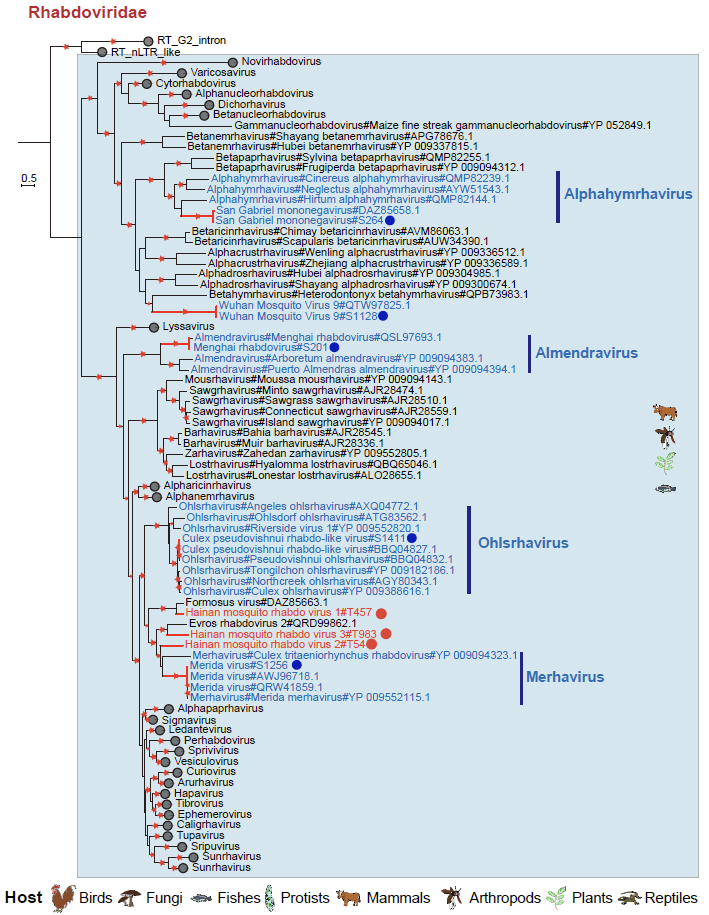 Rhabdoviridae
RT_G2_intron
RT_nLTR_like
Novirhabdovirus
Varicosavirus
Cytorhabdovirus
Alphanucleorhabdovirus
Dichorhavirus
Betanucleorhabdovirus
Gammanucleorhabdovirus#Maize fine streak gammanucleorhabdovirus#YP 052849.1
Betanemrhavirus#Shayang betanemrhavirus#APG78676.1
Betanemrhavirus#Hubei betanemrhavirus#YP 009337815.1
Betapaprhavirus#Sylvina betapaprhavirus#QMP82255.1
Betapaprhavirus#Frugiperda betapaprhavirus#YP 009094312.1
Alphahymrhavirus#Cinereus alphahymrhavirus#QMP82239.1
0.5
Alphahymrhavirus#Neglectus alphahymrhavirus#AYW51543.1
Alphahymrhavirus
Alphahymrhavirus#Hirtum alphahymrhavirus#QMP82144.1
San Gabriel mononegavirus#DAZ85658.1
San Gabriel mononegavirus#S264
Betaricinrhavirus#Chimay betaricinrhavirus#AVM86063.1
Betaricinrhavirus#Scapularis betaricinrhavirus#AUW34390.1
Alphacrustrhavirus#Wenling alphacrustrhavirus#YP 009336512.1
Alphacrustrhavirus#Zhejiang alphacrustrhavirus#YP 009336589.1
Alphadrosrhavirus#Hubei alphadrosrhavirus#YP 009304985.1
Alphadrosrhavirus#Shayang alphadrosrhavirus#YP 009300674.1
Betahymrhavirus#Heterodontonyx betahymrhavirus#QPB73983.1
Wuhan Mosquito Virus 9#QTW97825.1
Wuhan Mosquito Virus 9#S1128
Lyssavirus
Almendravirus#Menghai rhabdovirus#QSL97693.1
Menghai rhabdovirus#S201
Almendravirus
Almendravirus#Arboretum almendravirus#YP 009094383.1
Almendravirus#Puerto Almendras almendravirus#YP 009094394.1
Mousrhavirus#Moussa mousrhavirus#YP 009094143.1
Sawgrhavirus#Minto sawgrhavirus#AJR28474.1
Sawgrhavirus#Sawgrass sawgrhavirus#AJR28510.1
Sawgrhavirus#Connecticut sawgrhavirus#AJR28559.1
Sawgrhavirus#Island sawgrhavirus#YP 009094017.1
Barhavirus#Bahia barhavirus#AJR28545.1
Barhavirus#Muir barhavirus#AJR28336.1
Zarhavirus#Zahedan zarhavirus#YP 009552805.1
Lostrhavirus#Hyalomma lostrhavirus#QBQ65046.1
Lostrhavirus#Lonestar lostrhavirus#ALO28655.1
Alpharicinrhavirus
Alphanemrhavirus
Ohlsrhavirus#Angeles ohlsrhavirus#AXQ04772.1
Ohlsrhavirus#Ohlsdorf ohlsrhavirus#ATG83562.1
Ohlsrhavirus#Riverside virus 1#YP 009552820.1
Culex pseudovishnui rhabdo-like virus#S1411
Ohlsrhavirus
Culex pseudovishnui rhabdo-like virus#BBQ04827.1
Ohlsrhavirus#Pseudovishnui ohlsrhavirus#BBQ04832.1
Ohlsrhavirus#Tongilchon ohlsrhavirus#YP 009182186.1
Ohlsrhavirus#Northcreek ohlsrhavirus#AGY80343.1
Ohlsrhavirus#Culex ohlsrhavirus#YP 009388616.1
Formosus virus#DAZ85663.1
Hainan mosquito rhabdo virus 1#T457
Evros rhabdovirus 2#QRD99862.1
Hainan mosquito rhabdo virus 3#T983
Hainan mosquito rhabdo virus 2#T54
Merhavirus#Culex tritaeniorhynchus rhabdovirus#YP 009094323.1
Merida virus#S1256
Merida virus#AWJ96718.1
Merhavirus
Merida virus#QRW41859.1
Merhavirus#Merida merhavirus#YP 009552115.1
Alphapaprhavirus
Sigmavirus
Ledantevirus
Perhabdovirus
Sprivivirus
Vesiculovirus
Curiovirus
Arurhavirus
Hapavirus
Tibrovirus
Ephemerovirus
Caligrhavirus
Tupavirus
Sripuvirus
Sunrhavirus
Sunrhavirus
Host Birds Fungi Fishes Protists Mammals Arthropods Plants Reptiles